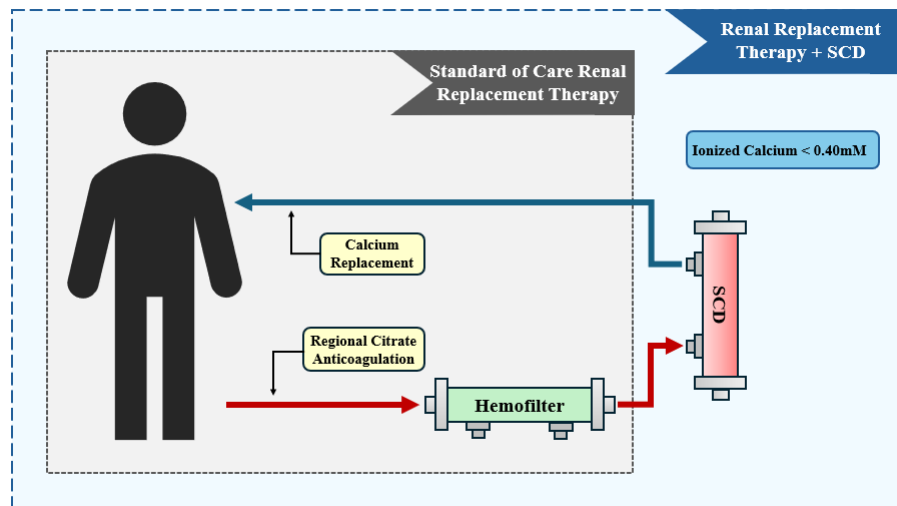 Renal Replacement
Therapy + SCD
Standard of Care Renal
Replacement Therapy
Ionized Calcium < 0.40mM
Calcium
Replacement
SCD
Regional Citrate
Anticoagulation
Hemofilter